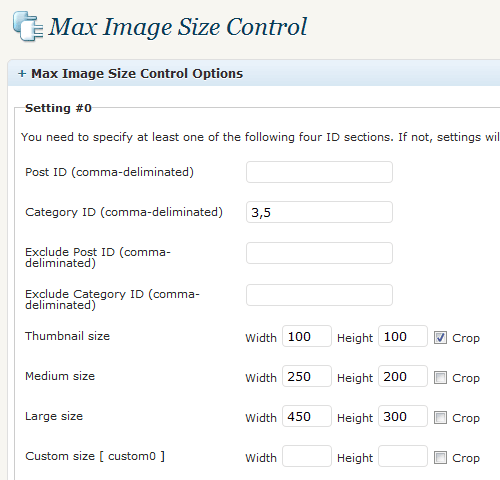 Max Image Size Control
+ Max Image Size Control Options
Setting #0
You need to specify at least one of the following four ID sections. If not, settings wil
Post ID (comma-deliminated)
Category ID (comma-deliminated) 3,5
Exclude Post ID (comma-
deliminated)
Exclude Category ID (comma-
deliminated)
Thumbnail size Width 100 Height 100 Crop
Medium size Width 250 Height 200 Crop
Large size Width 450 Height 300 Crop
Custom size [ custom0 ] Width Height Crop